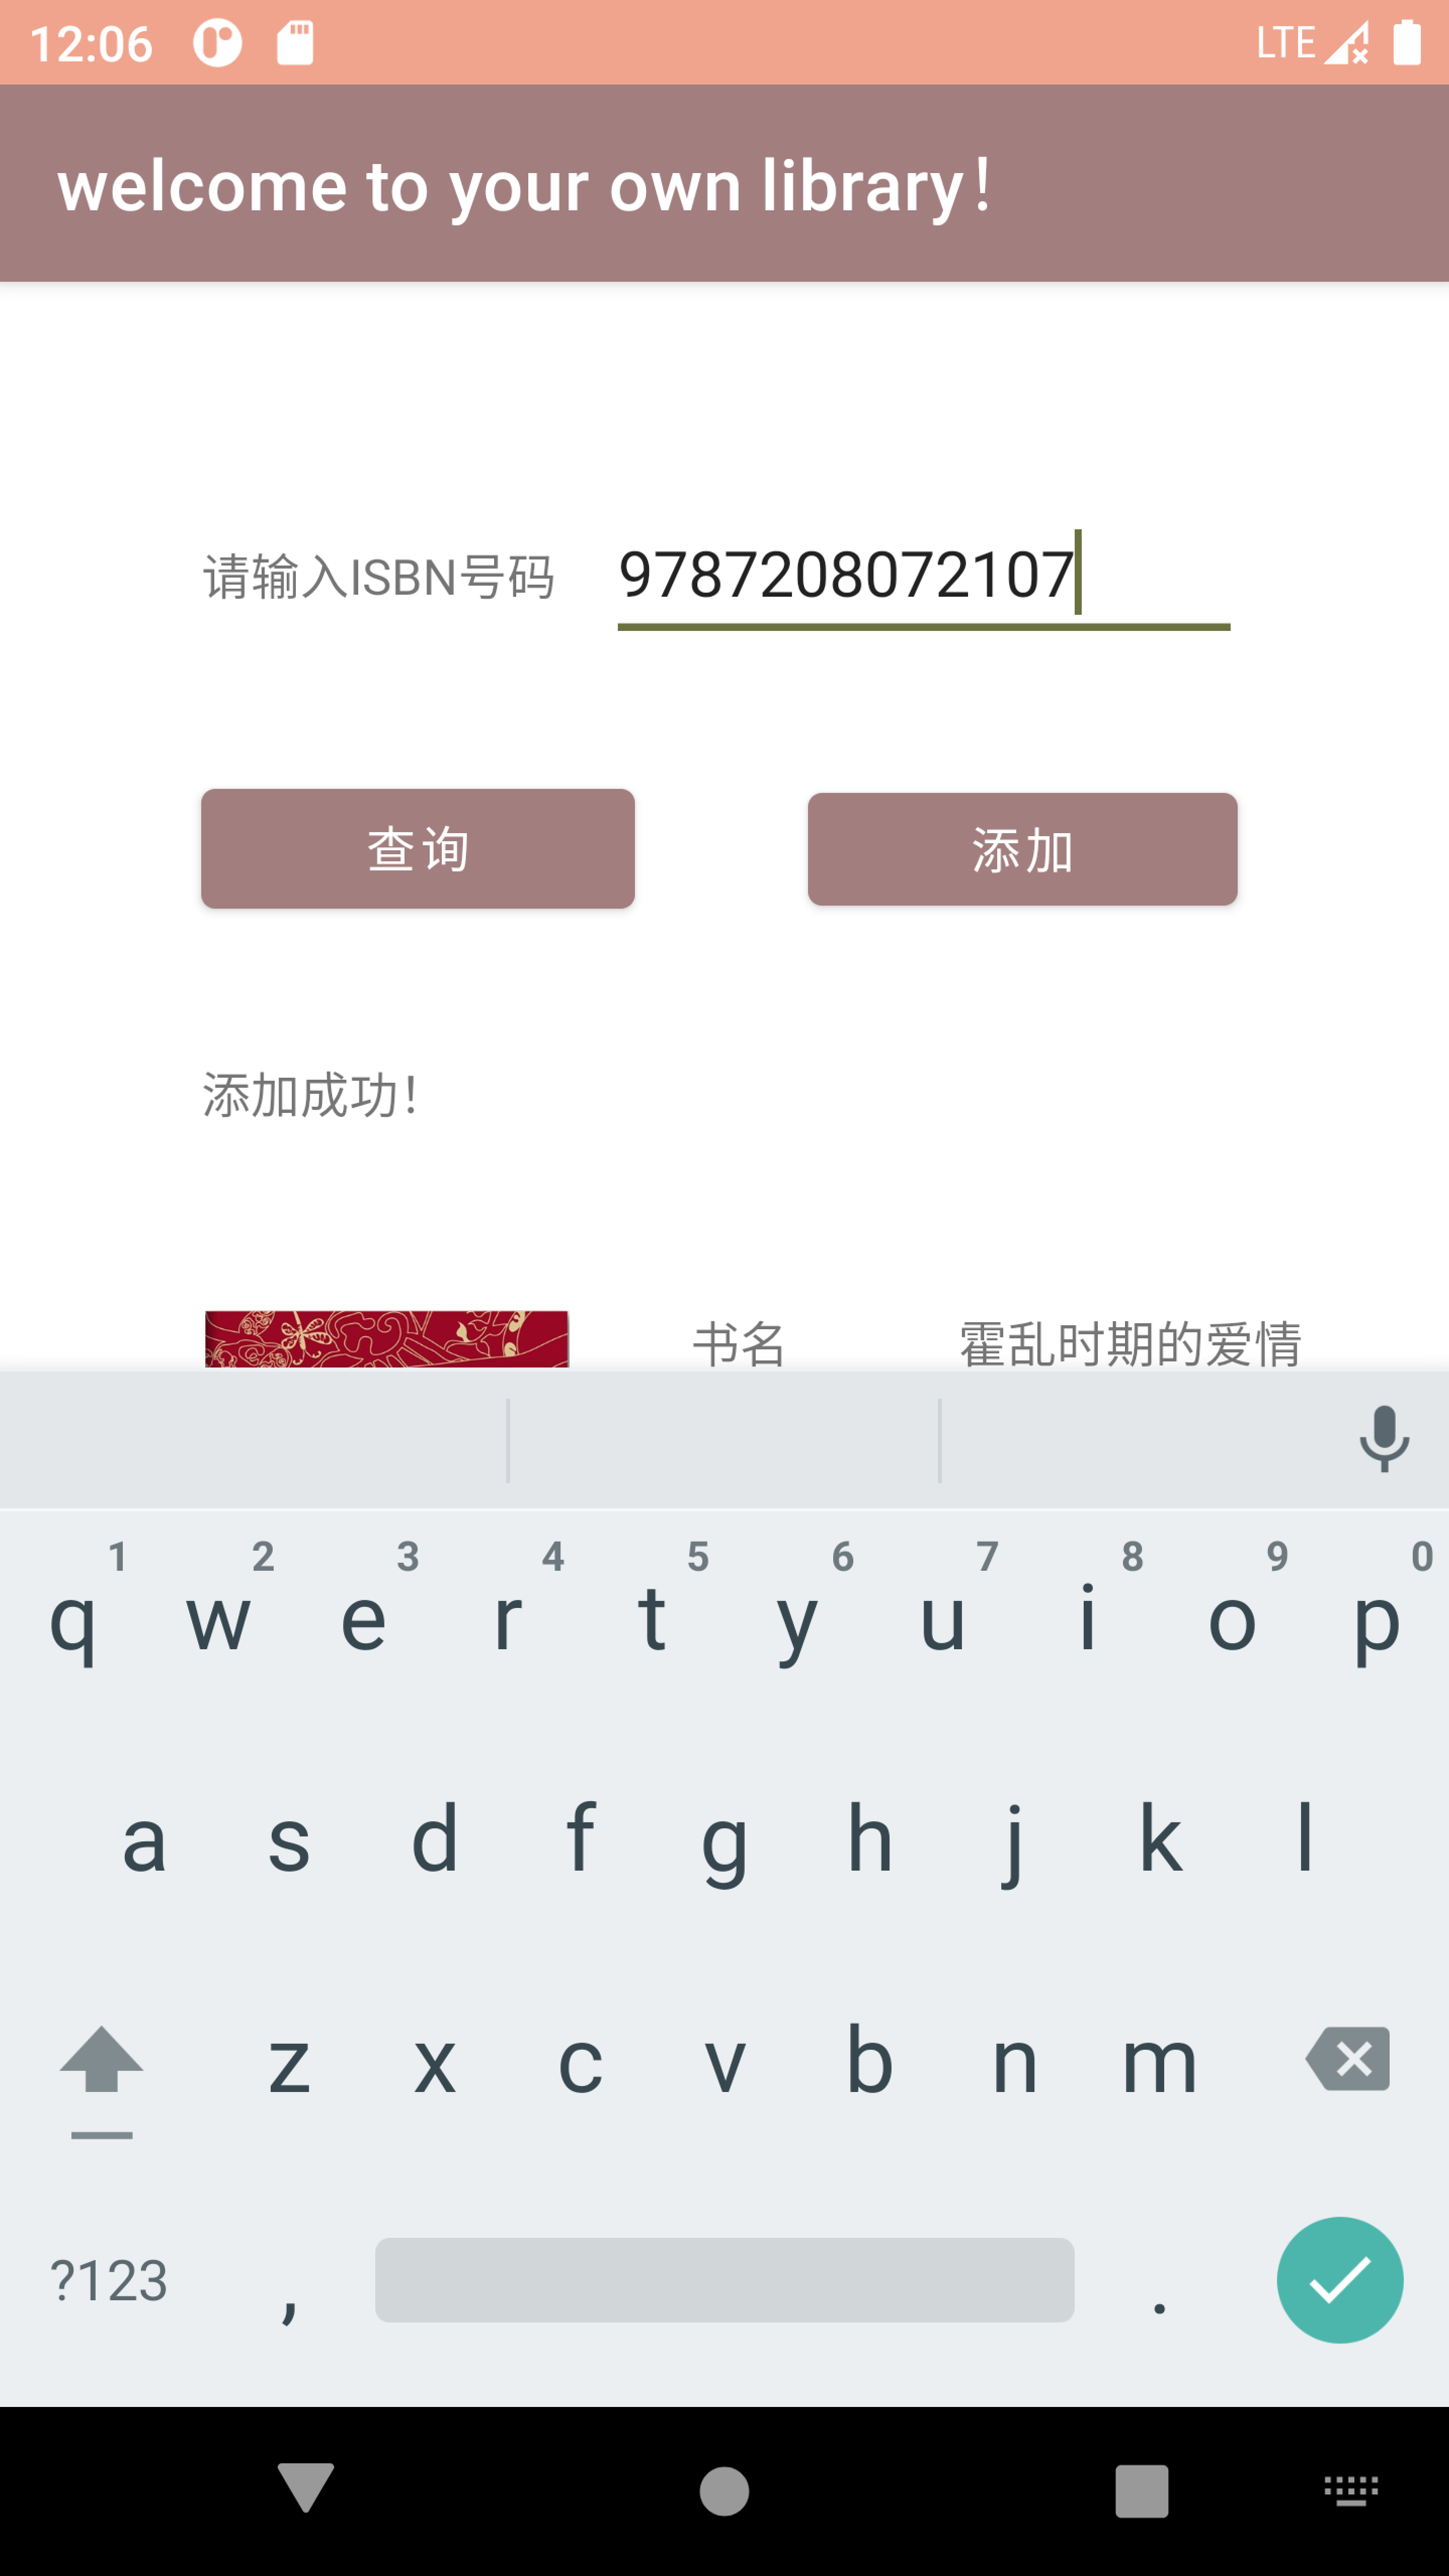 12:06 LTE
welcome to your own library！
请输入ISBN号码 9787208072107
查询 添加
添加成功！
书名 霍乱时期的爱情
1 2 3 4 5 6 7 8 9 0
q w e r t y u i o p
a s d f g h j k l
z x c v b n m
?123 , .